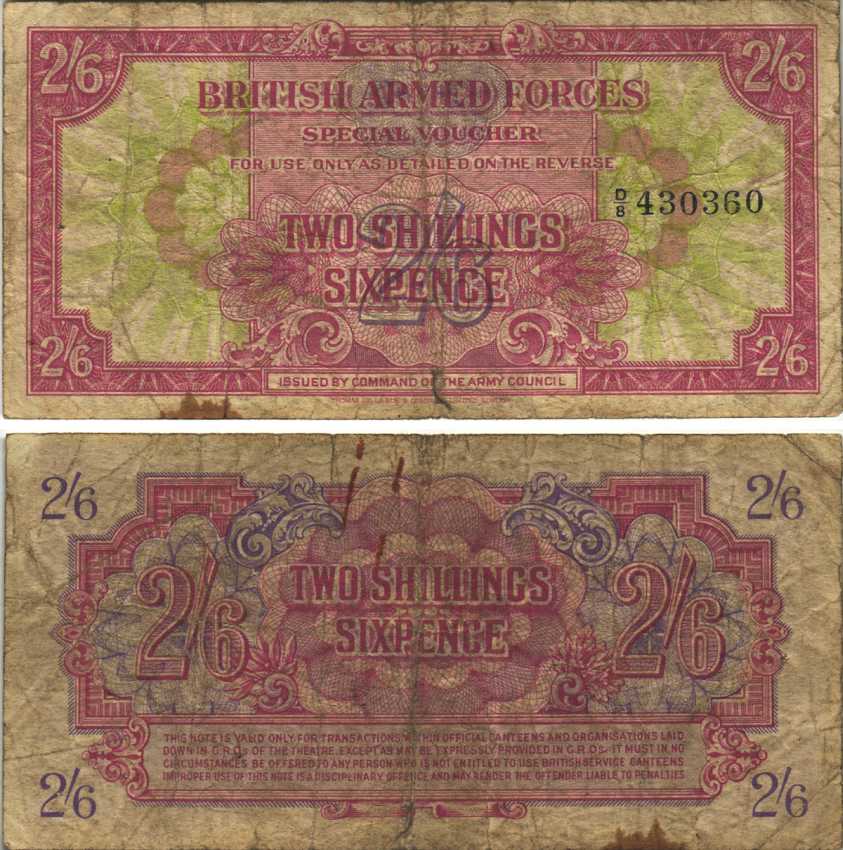 2/6 2/6
BRITISH ARMED FORCES
SPECIAL VOUCHER
FOR USE ONLY AS DETAILED ON THE REVERSE
D/8 430360
2/6
TWO SHILLINGS
SIXPENCE
2/6 2/6
ISSUED BY COMMAND OF THE ARMY COUNCIL
2/6 2/6
2/6 2/6
TWO SHILLINGS
SIXPENCE
THIS NOTE IS VALID ONLY FOR TRANSACTIONS WITHIN OFFICIAL CANTEENS AND ORGANISATIONS LAID
DOWN IN G.R.Os OF THE THEATRE. EXCEPT AS MAY BE EXPRESSLY PROVIDED IN G.R.Os. IT MUST IN NO
CIRCUMSTANCES BE OFFERED TO ANY PERSON WHO IS NOT ENTITLED TO USE BRITISH SERVICE CANTEENS
IMPROPER USE OF THIS NOTE IS A DISCIPLINARY OFFENCE AND MAY RENDER THE OFFENDER LIABLE TO PENALTIES
2/6 2/6